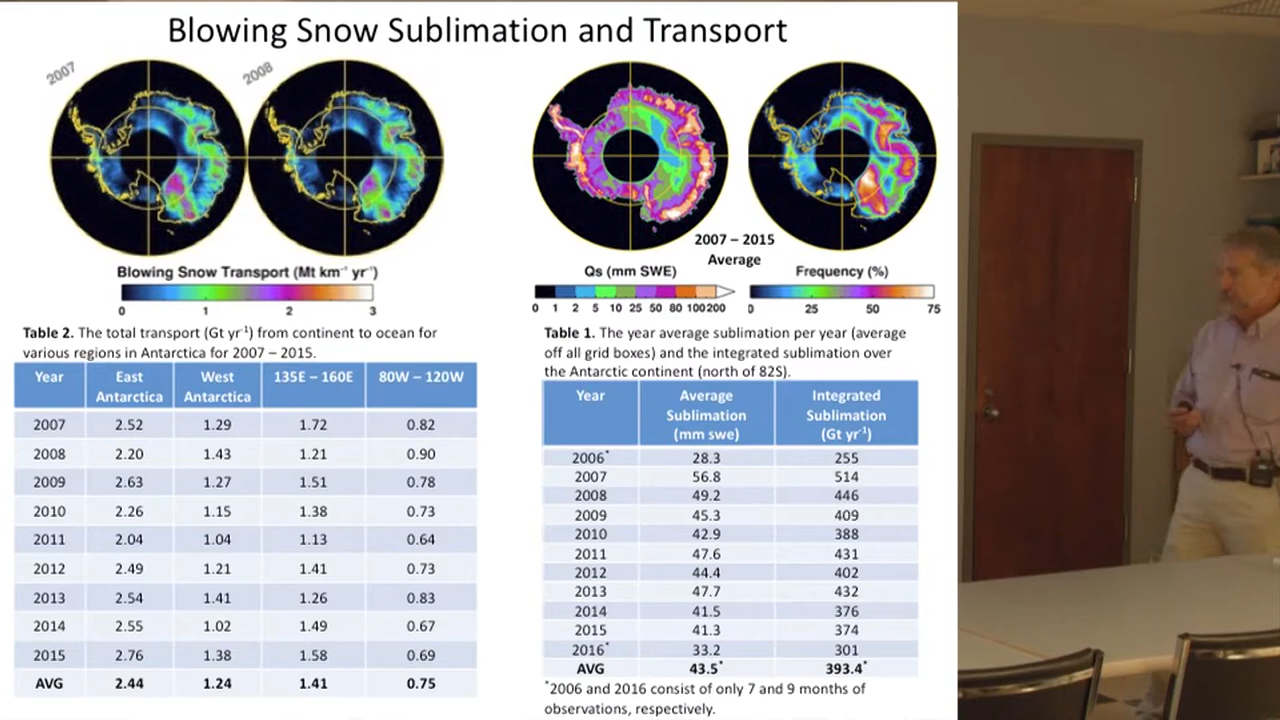 Blowing Snow Sublimation and Transport
2007
2008
2007 – 2015
Average
Blowing Snow Transport (Mt km⁻¹ yr⁻¹)
0 1 2 3
Qs (mm SWE)
0 1 2 5 10 25 50 80 100 200
Frequency (%)
0 25 50 75
Table 2. The total transport (Gt yr⁻¹) from continent to ocean for
various regions in Antarctica for 2007 – 2015.
Year East Antarctica West Antarctica 135E – 160E 80W – 120W
2007 2.52 1.29 1.72 0.82
2008 2.20 1.43 1.21 0.90
2009 2.63 1.27 1.51 0.78
2010 2.26 1.15 1.38 0.73
2011 2.04 1.04 1.13 0.64
2012 2.49 1.21 1.41 0.73
2013 2.54 1.41 1.26 0.83
2014 2.55 1.02 1.49 0.67
2015 2.76 1.38 1.58 0.69
AVG 2.44 1.24 1.41 0.75
Table 1. The year average sublimation per year (average
off all grid boxes) and the integrated sublimation over
the Antarctic continent (north of 82S).
Year Average Sublimation (mm swe) Integrated Sublimation (Gt yr⁻¹)
2006* 28.3 255
2007 56.8 514
2008 49.2 446
2009 45.3 409
2010 42.9 388
2011 47.6 431
2012 44.4 402
2013 47.7 432
2014 41.5 376
2015 41.3 374
2016* 33.2 301
AVG 43.5* 393.4*
*2006 and 2016 consist of only 7 and 9 months of
observations, respectively.